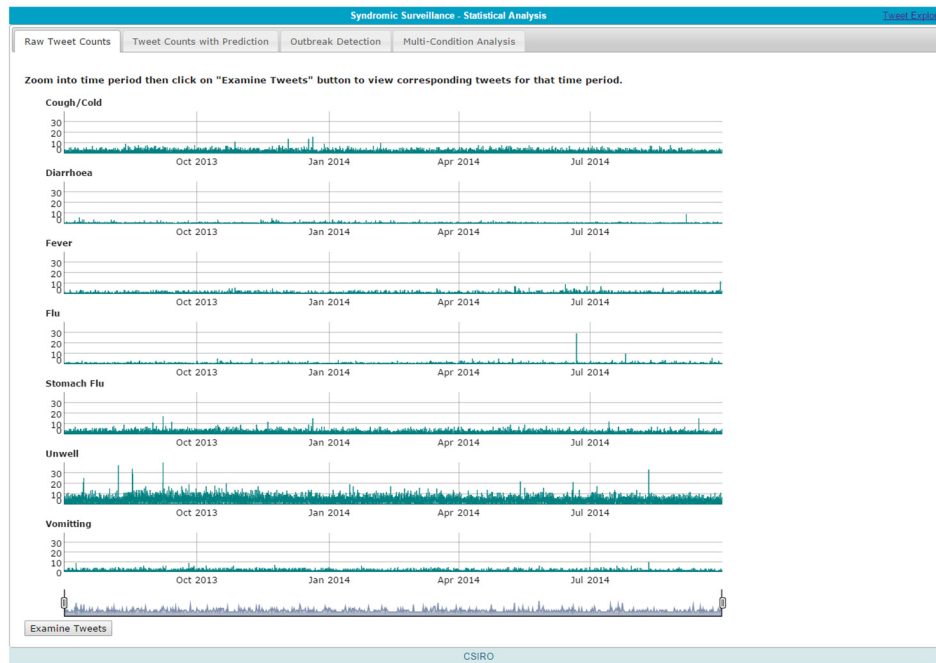 Syndromic Surveillance - Statistical Analysis
Raw Tweet Counts Tweet Counts with Prediction Outbreak Detection Multi-Condition Analysis
Zoom into time period then click on "Examine Tweets" button to view corresponding tweets for that time period.
Cough/Cold
30
20
10
0
Oct 2013 Jan 2014 Apr 2014 Jul 2014
Diarrhoea
30
20
10
0
Oct 2013 Jan 2014 Apr 2014 Jul 2014
Fever
30
20
10
0
Oct 2013 Jan 2014 Apr 2014 Jul 2014
Flu
30
20
10
0
Oct 2013 Jan 2014 Apr 2014 Jul 2014
Stomach Flu
30
20
10
0
Oct 2013 Jan 2014 Apr 2014 Jul 2014
Unwell
30
20
10
0
Oct 2013 Jan 2014 Apr 2014 Jul 2014
Vomitting
30
20
10
0
Oct 2013 Jan 2014 Apr 2014 Jul 2014
Examine Tweets
CSIRO